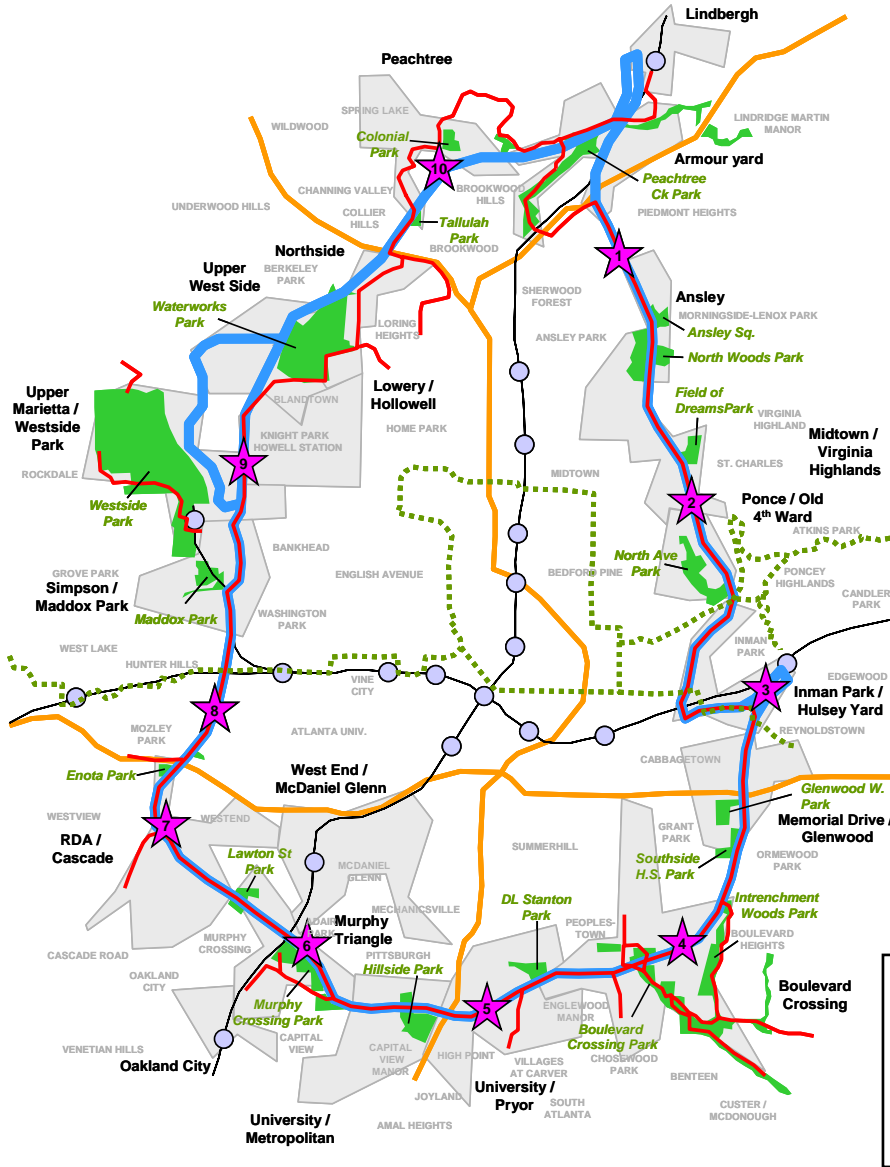 Lindbergh
Peachtree
SPRING LAKE
WILDWOOD
Colonial
Park
10
LINDRIDGE MARTIN
MANOR
Armour yard
Peachtree
Ck Park
CHANNING VALLEY
BROOKWOOD
HILLS
UNDERWOOD HILLS
COLLIER
HILLS
Tallulah
Park
PIEDMONT HEIGHTS
BROOKWOOD
Northside
1
Upper
West Side
BERKELEY
PARK
Waterworks
Park
SHERWOOD
FOREST
Ansley
MORNINGSIDE-LENOX PARK
Ansley Sq.
LORING
HEIGHTS
ANSLEY PARK
North Woods Park
Upper
Marietta /
Westside
Park
Lowery /
Hollowell
BLANDTOWN
Field of
DreamsPark
VIRGINIA
HIGHLAND
HOME PARK
KNIGHT PARK
HOWELL STATION
Midtown /
Virginia
Highlands
9
ROCKDALE
MIDTOWN
ST. CHARLES
Westside
Park
2
Ponce / Old
4th Ward
ATKINS PARK
BANKHEAD
North Ave
Park
PONCEY
HIGHLANDS
GROVE PARK
ENGLISH AVENUE
BEDFORD PINE
Simpson /
Maddox Park
CANDLER
PARK
Maddox Park
WASHINGTON
PARK
WEST LAKE
HUNTER HILLS
INMAN
PARK
VINE
CITY
EDGEWOOD
3
Inman Park /
Hulsey Yard
8
MOZLEY
PARK
ATLANTA UNIV.
REYNOLDSTOWN
CABBAGETOWN
Enota Park
West End /
McDaniel Glenn
Glenwood W.
Park
WESTVIEW
WESTEND
7
Memorial Drive /
Glenwood
RDA /
Cascade
GRANT
PARK
SUMMERHILL
ORMEWOOD
PARK
Lawton St
Park
MCDANIEL
GLENN
Southside
H.S. Park
DL Stanton
Park
Intrenchment
Woods Park
MECHANICSVILLE
ADAIR
PARK
Murphy
Triangle
PEOPLES-
TOWN
MURPHY
CROSSING
6
4
BOULEVARD
HEIGHTS
CASCADE ROAD
PITTSBURGH
Hillside Park
OAKLAND
CITY
Boulevard
Crossing
Murphy
Crossing Park
5
ENGLEWOOD
MANOR
Boulevard
Crossing Park
CAPITAL
VIEW
VENETIAN HILLS
CAPITAL
VIEW
MANOR
HIGH POINT
VILLAGES
AT CARVER
CHOSEWOOD
PARK
Oakland City
BENTEEN
University /
Pryor
JOYLAND
SOUTH
ATLANTA
CUSTER /
MCDONOUGH
University /
Metropolitan
AMAL HEIGHTS